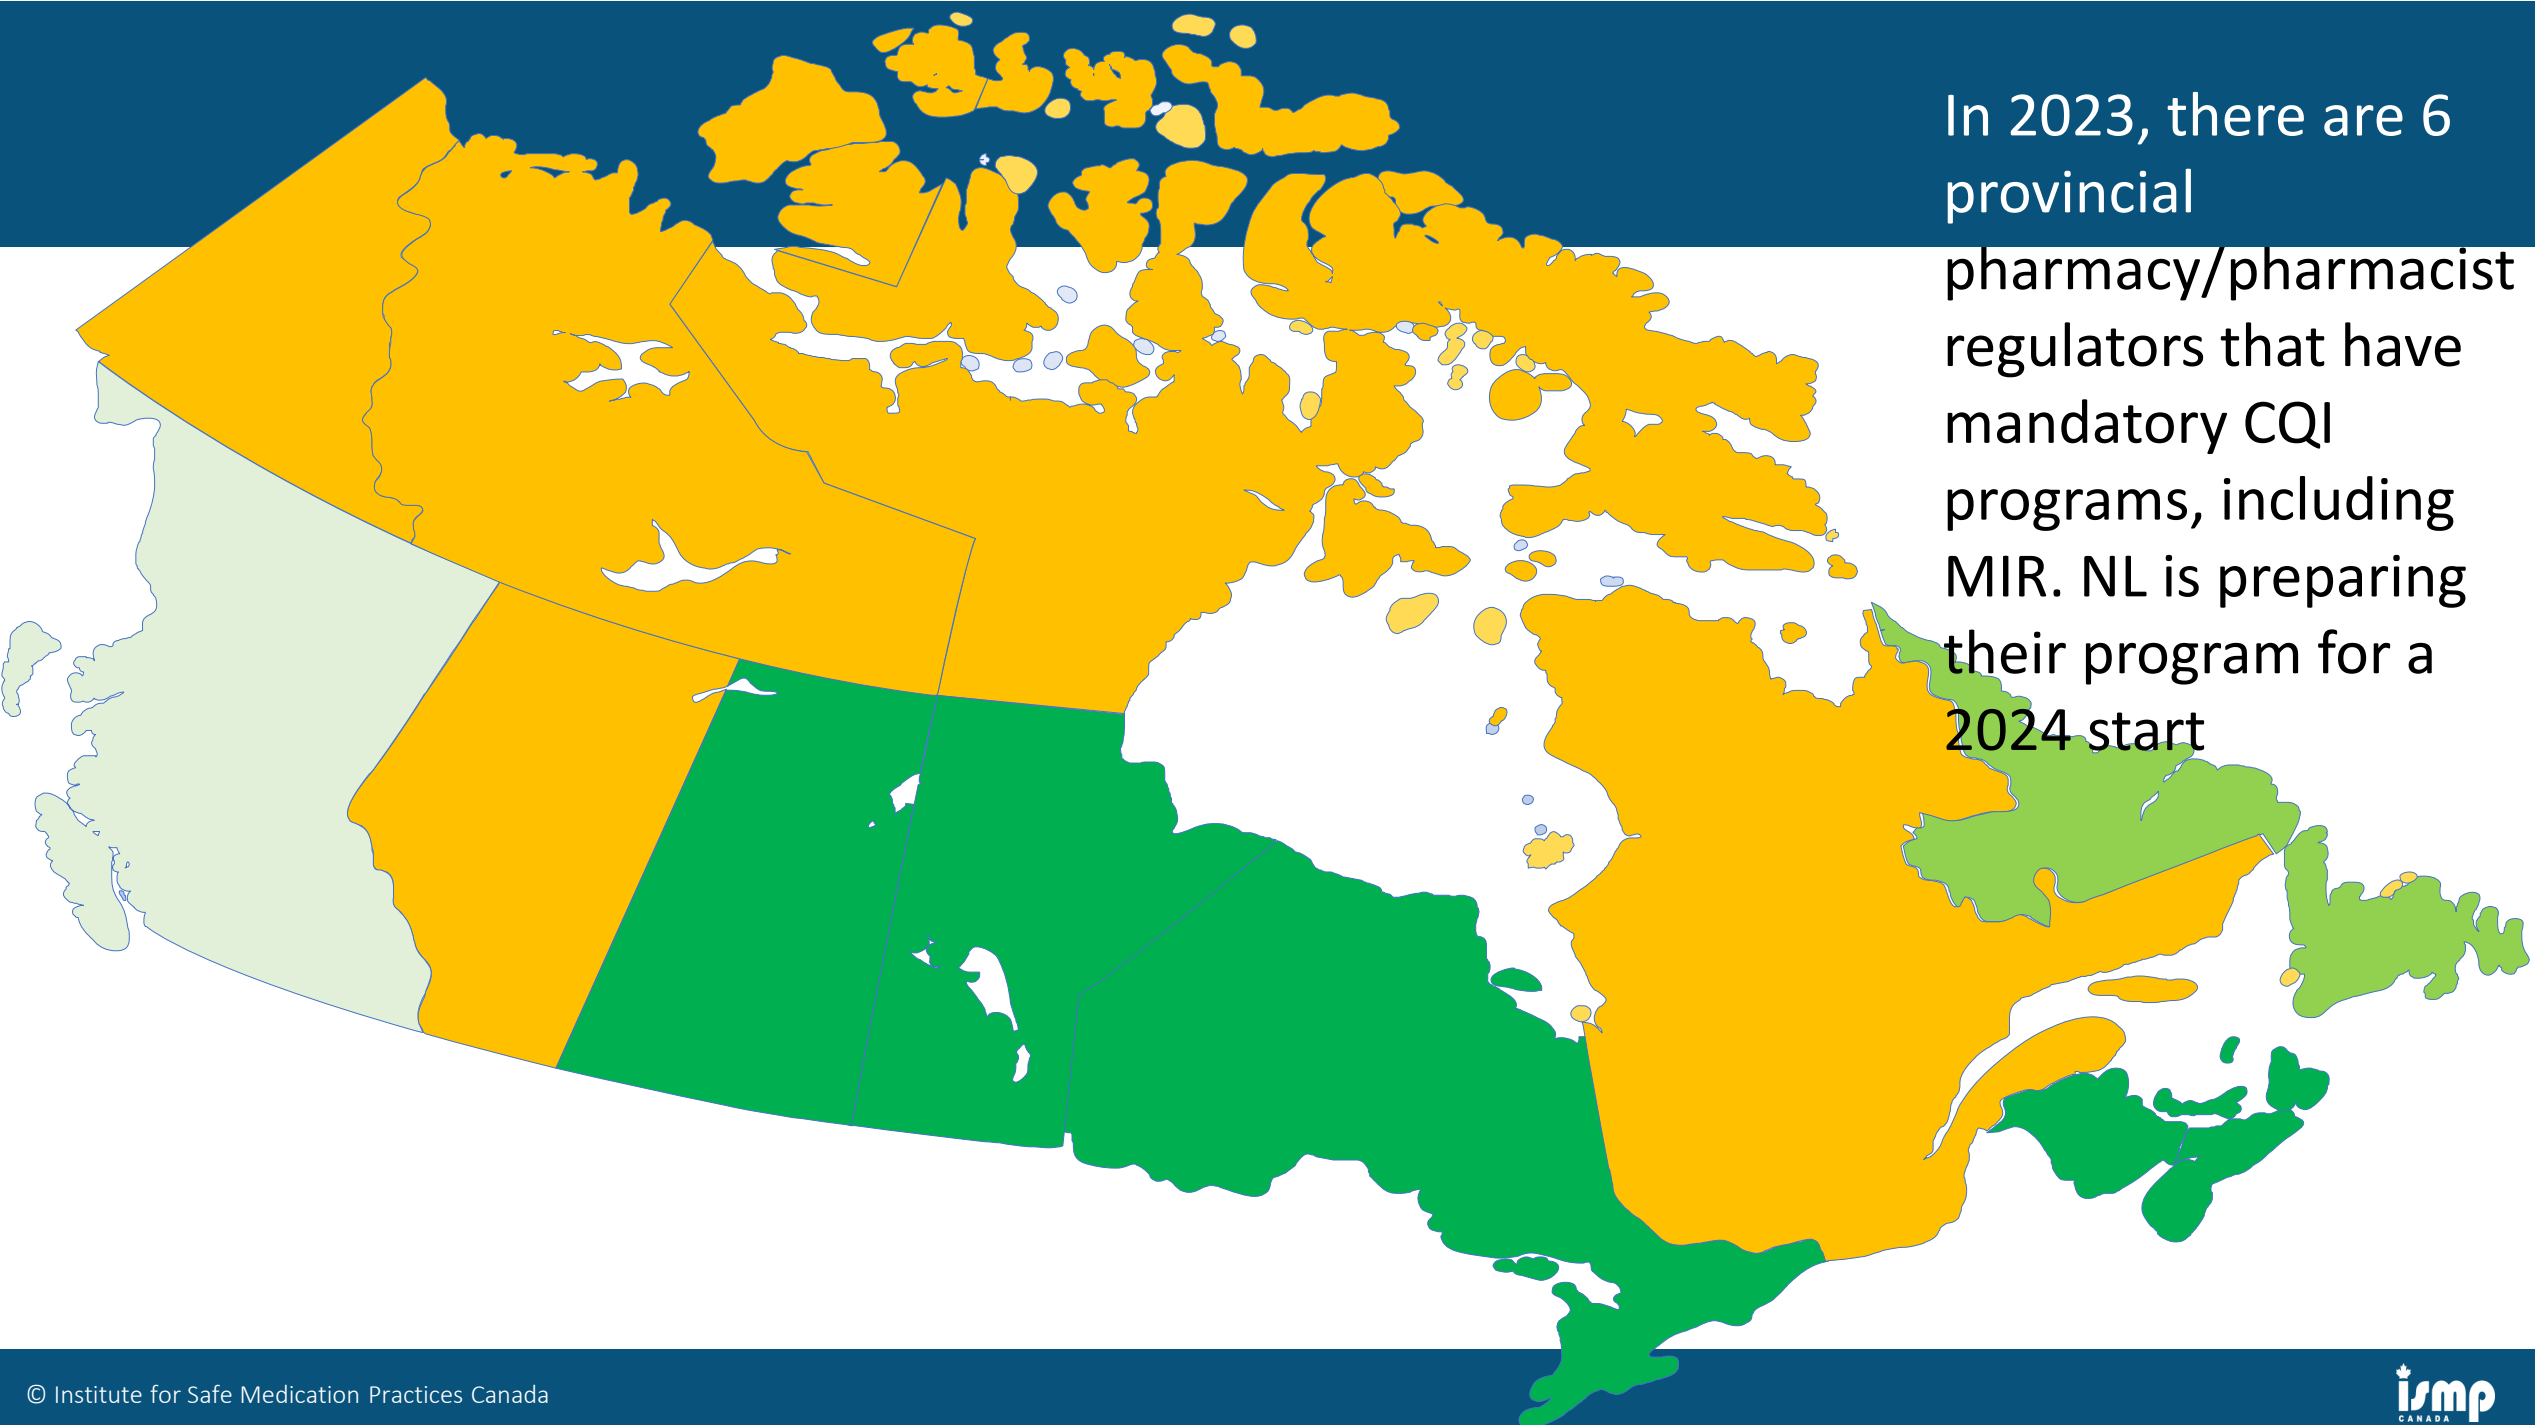 In 2023, there are 6
provincial
pharmacy/pharmacist
regulators that have
mandatory CQI
programs, including
MIR. NL is preparing
their program for a
2024 start
© Institute for Safe Medication Practices Canada
ismp
CANADA